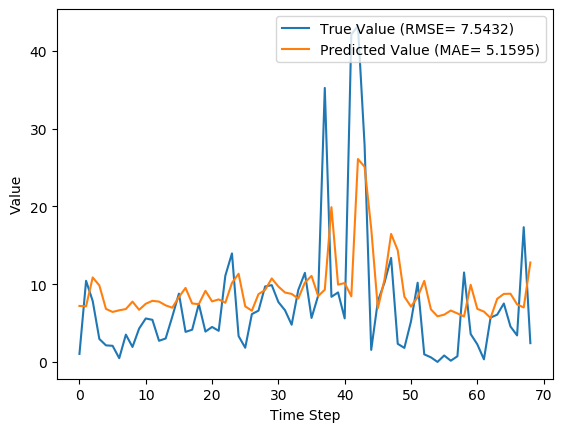 True Value (RMSE= 7.5432)
Predicted Value (MAE= 5.1595)
40
30
20
10
0
Value
0 10 20 30 40 50 60 70
Time Step